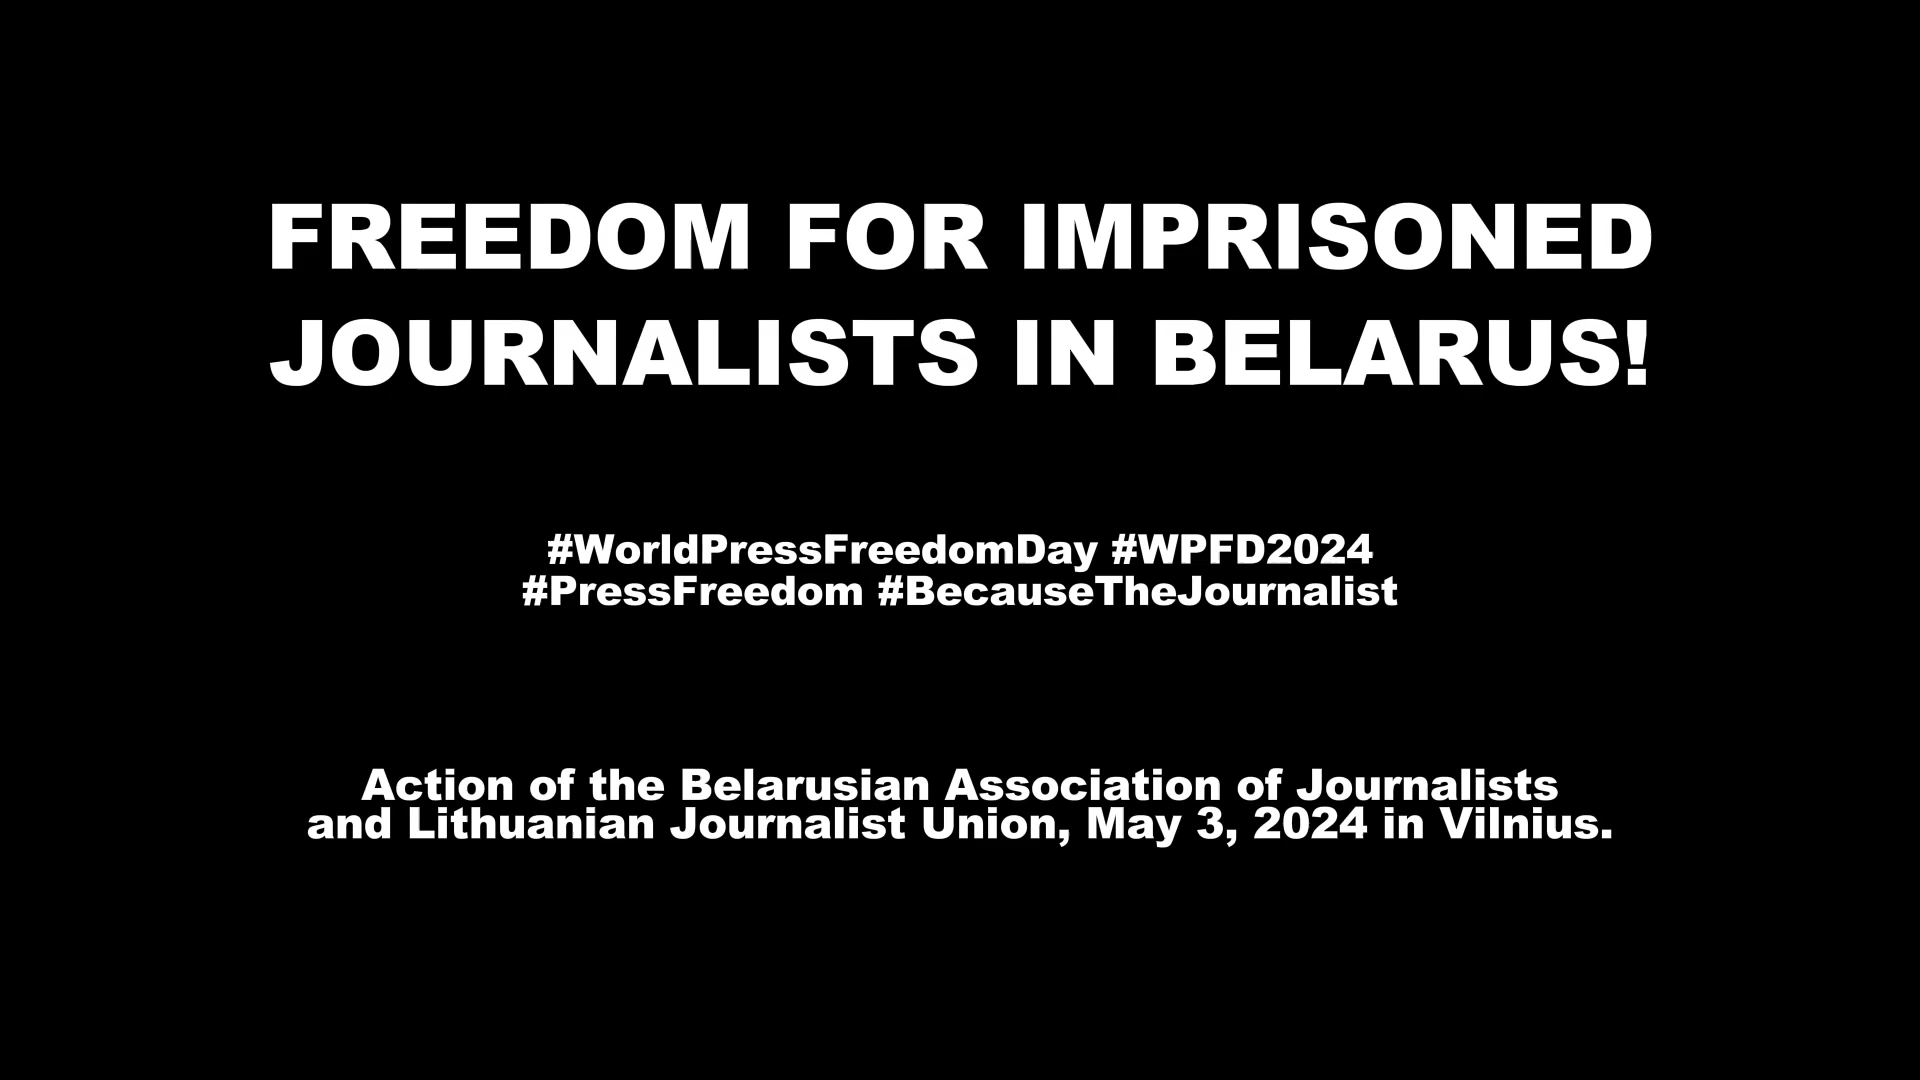 FREEDOM FOR IMPRISONED
JOURNALISTS IN BELARUS!
#WorldPressFreedomDay #WPFD2024
#PressFreedom #BecauseTheJournalist
Action of the Belarusian Association of Journalists
and Lithuanian Journalist Union, May 3, 2024 in Vilnius.